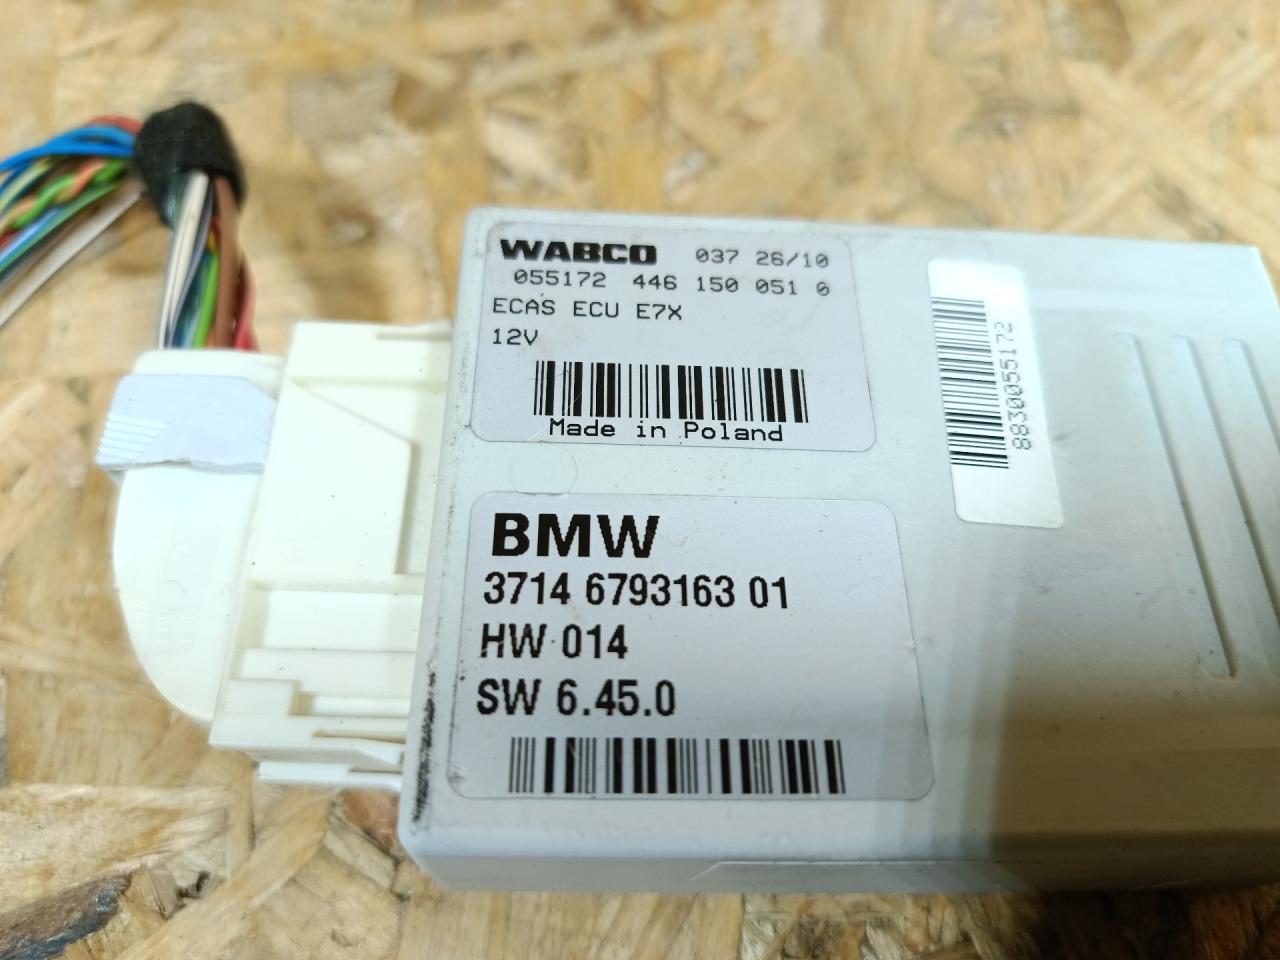 WABCO 037 26/10
055172 446 150 051 0
ECAS ECU E7X
12V
Made in Poland
8830055172
BMW
3714 6793163 01
HW 014
SW 6.45.0